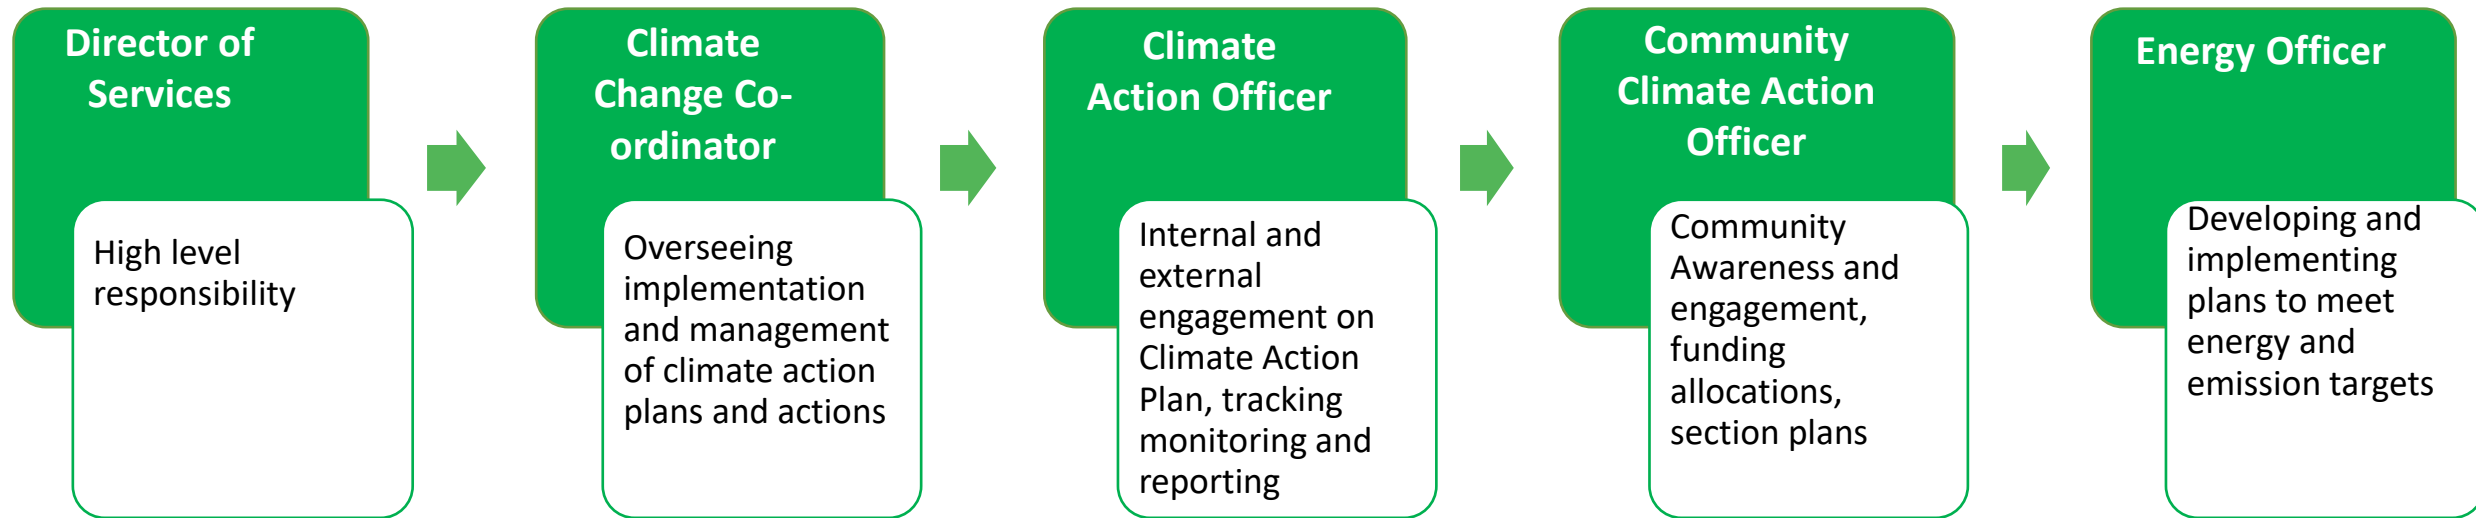 Director of
Services
High level
responsibility
Climate
Change Co-
ordinator
Overseeing
implementation
and management
of climate action
plans and actions
Climate
Action Officer
Internal and
external
engagement on
Climate Action
Plan, tracking
monitoring and
reporting
Community
Climate Action
Officer
Community
Awareness and
engagement,
funding
allocations,
section plans
Energy Officer
Developing and
implementing
plans to meet
energy and
emission targets